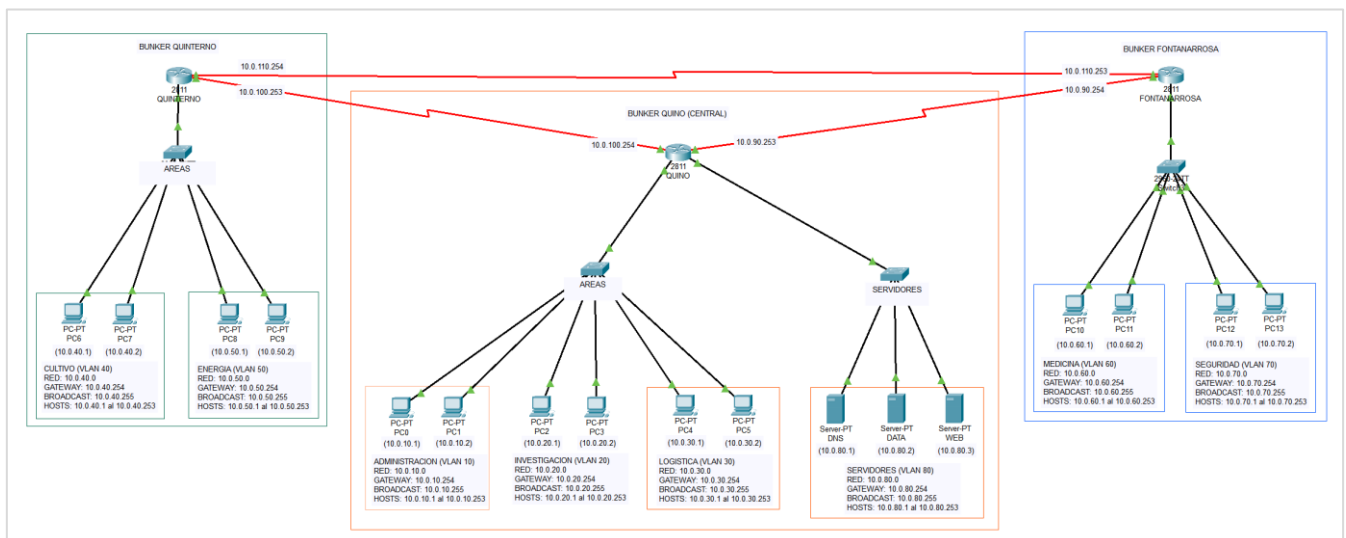 BUNKER QUINTERNO
10.0.110.254
2811
QUINTERNO
10.0.100.253
AREAS
PC-PT
PC6
(10.0.40.1)
PC-PT
PC7
(10.0.40.2)
PC-PT
PC8
(10.0.50.1)
PC-PT
PC9
(10.0.50.2)
CULTIVO (VLAN 40)
RED: 10.0.40.0
GATEWAY: 10.0.40.254
BROADCAST: 10.0.40.255
HOSTS: 10.0.40.1 al 10.0.40.253
ENERGIA (VLAN 50)
RED: 10.0.50.0
GATEWAY: 10.0.50.254
BROADCAST: 10.0.50.255
HOSTS: 10.0.50.1 al 10.0.50.253
BUNKER QUINO (CENTRAL)
10.0.100.254
10.0.90.253
2811
QUINO
AREAS
SERVIDORES
PC-PT
PC0
(10.0.10.1)
PC-PT
PC1
(10.0.10.2)
PC-PT
PC2
(10.0.20.1)
PC-PT
PC3
(10.0.20.2)
PC-PT
PC4
(10.0.30.1)
PC-PT
PC5
(10.0.30.2)
Server-PT
DNS
(10.0.80.1)
Server-PT
DATA
(10.0.80.2)
Server-PT
WEB
(10.0.80.3)
ADMINISTRACION (VLAN 10)
RED: 10.0.10.0
GATEWAY: 10.0.10.254
BROADCAST: 10.0.10.255
HOSTS: 10.0.10.1 al 10.0.10.253
INVESTIGACION (VLAN 20)
RED: 10.0.20.0
GATEWAY: 10.0.20.254
BROADCAST: 10.0.20.255
HOSTS: 10.0.20.1 al 10.0.20.253
LOGISTICA (VLAN 30)
RED: 10.0.30.0
GATEWAY: 10.0.30.254
BROADCAST: 10.0.30.255
HOSTS: 10.0.30.1 al 10.0.30.253
SERVIDORES (VLAN 80)
RED: 10.0.80.0
GATEWAY: 10.0.80.254
BROADCAST: 10.0.80.255
HOSTS: 10.0.80.1 al 10.0.80.253
BUNKER FONTANARROSA
10.0.110.253
10.0.90.254
2811
FONTANARROSA
PC-PT
PC10
(10.0.60.1)
PC-PT
PC11
(10.0.60.2)
PC-PT
PC12
(10.0.70.1)
PC-PT
PC13
(10.0.70.2)
MEDICINA (VLAN 60)
RED: 10.0.60.0
GATEWAY: 10.0.60.254
BROADCAST: 10.0.60.255
HOSTS: 10.0.60.1 al 10.0.60.253
SEGURIDAD (VLAN 70)
RED: 10.0.70.0
GATEWAY: 10.0.70.254
BROADCAST: 10.0.70.255
HOSTS: 10.0.70.1 al 10.0.70.253